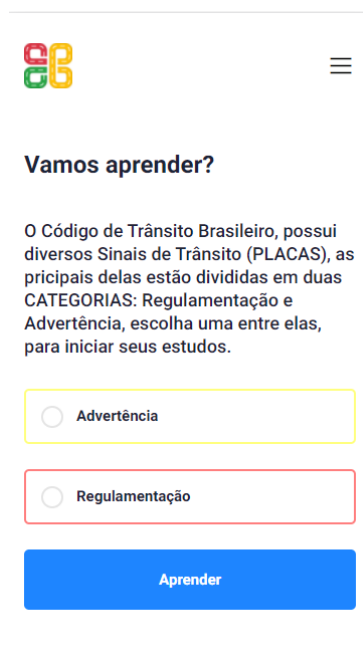 Vamos aprender?
O Código de Trânsito Brasileiro, possui
diversos Sinais de Trânsito (PLACAS), as
pricipais delas estão divididas em duas
CATEGORIAS: Regulamentação e
Advertência, escolha uma entre elas,
para iniciar seus estudos.
Advertência
Regulamentação
Aprender